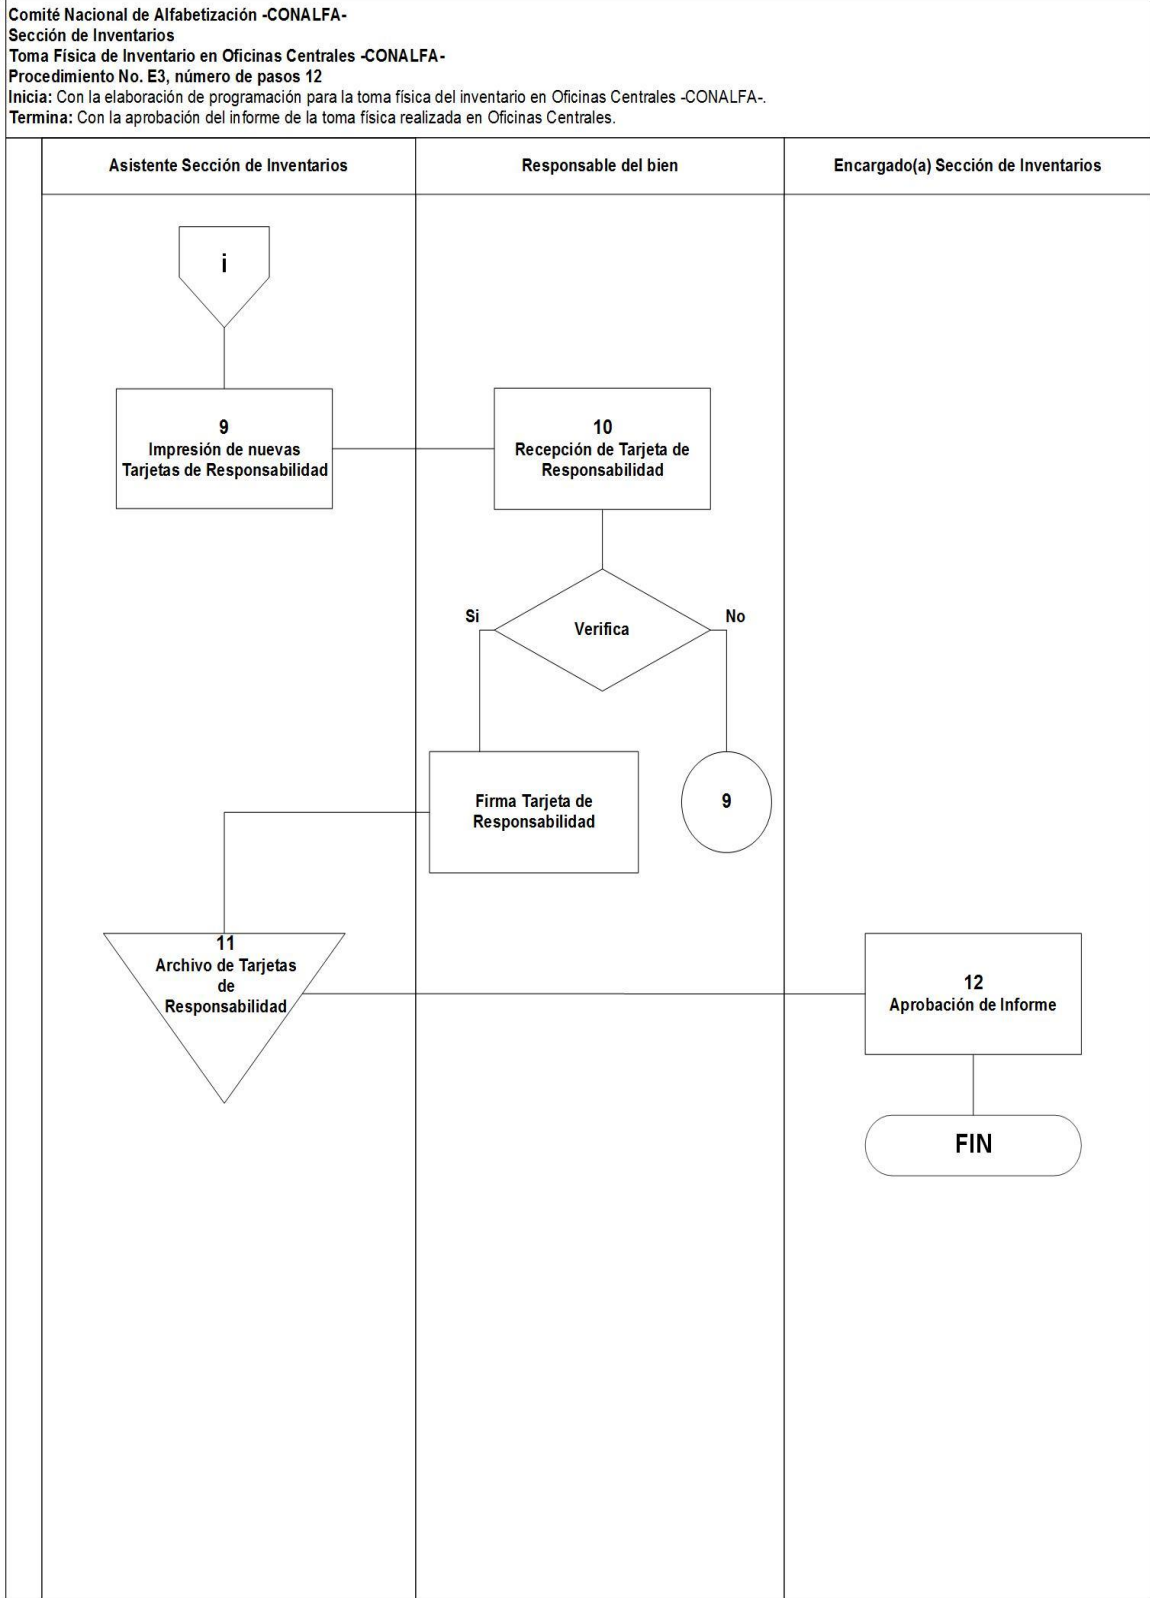 Comité Nacional de Alfabetización -CONALFA-
Sección de Inventarios
Toma Física de Inventario en Oficinas Centrales -CONALFA-
Procedimiento No. E3, número de pasos 12
Inicia: Con la elaboración de programación para la toma física del inventario en Oficinas Centrales -CONALFA-.
Termina: Con la aprobación del informe de la toma física realizada en Oficinas Centrales.
Asistente Sección de Inventarios
Responsable del bien
Encargado(a) Sección de Inventarios
i
9
Impresión de nuevas
Tarjetas de Responsabilidad
10
Recepción de Tarjeta de
Responsabilidad
Si
Verifica
No
Firma Tarjeta de
Responsabilidad
9
11
Archivo de Tarjetas
de
Responsabilidad
12
Aprobación de Informe
FIN